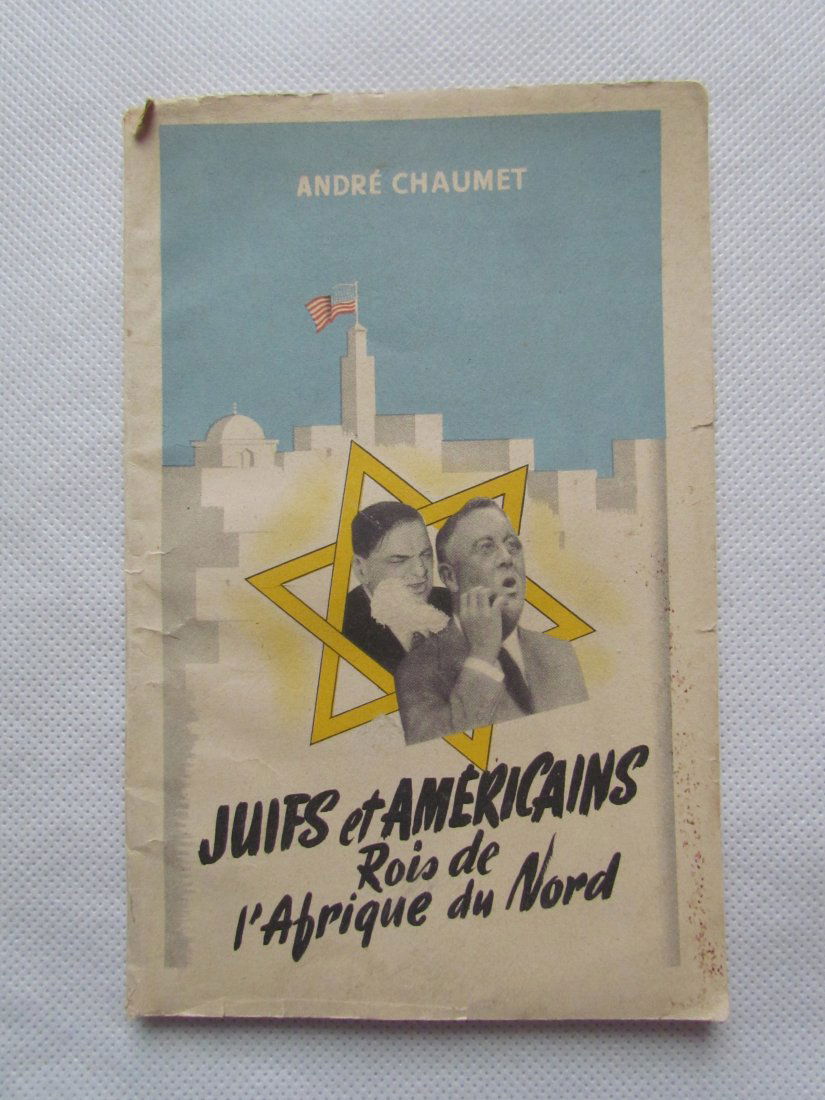 ANDRÉ CHAUMET
JUIFS et AMÉRICAINS
Rois de
l'Afrique du Nord